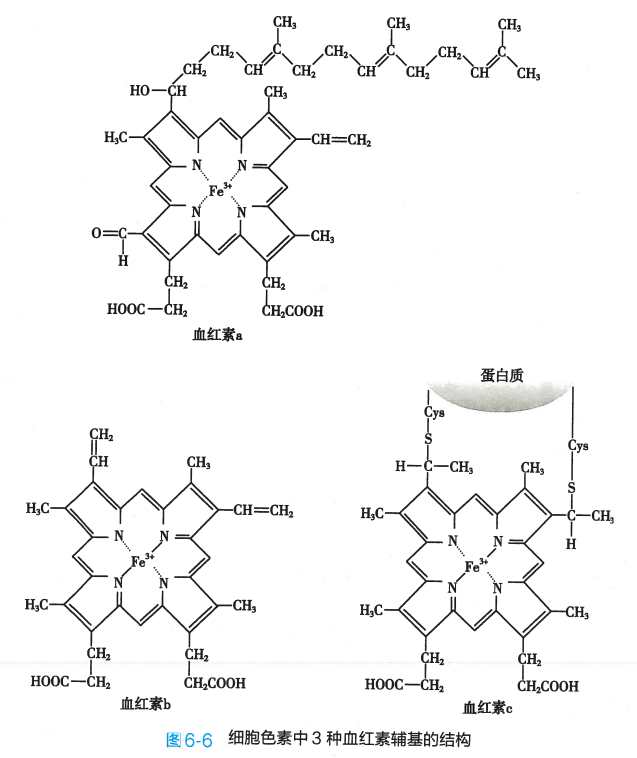 CH₃ CH₃ CH₃
CH₂ CH₂ CH₂ C
CH₂ CH CH₂ CH CH₂ CH CH₃
HO—CH
CH₃
H₃C CH=CH₂
N N
Fe³⁺
N N
O=C CH₃
H
CH₂ CH₂
HOOC—CH₂ CH₂COOH
血红素a
蛋白质
Cys
CH₂ S Cys
CH CH₃ H—C—CH₃ CH₃ S
H₃C CH=CH₂ H₃C C—CH₃
N N N N H
Fe³⁺ Fe³⁺
N N N N
H₃C CH₃ H₃C CH₃
CH₂ CH₂ CH₂ CH₂
HOOC—CH₂ CH₂COOH HOOC—CH₂ CH₂COOH
血红素b 血红素c
图6-6 细胞色素中3种血红素辅基的结构